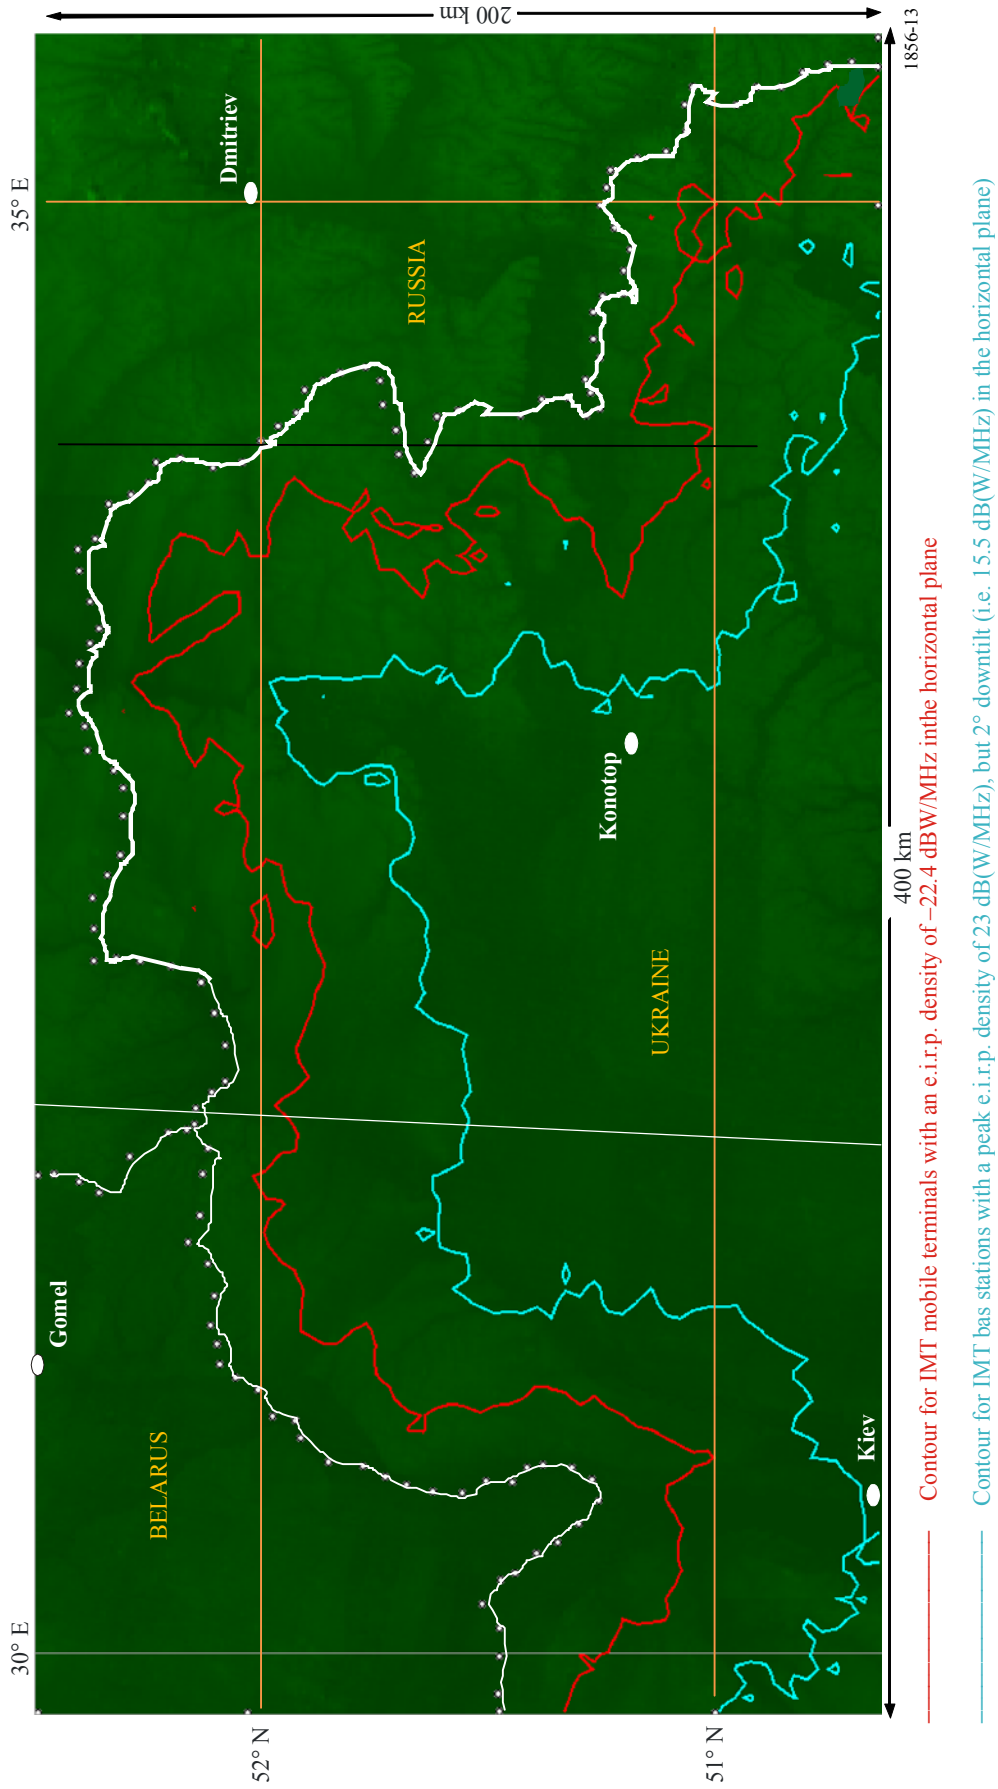 30° E
35° E
52° N
51° N
Gomel
Dmitriev
BELARUS
RUSSIA
Konotop
UKRAINE
Kiev
200 km
400 km
1856-13
Contour for IMT mobile terminals with an e.i.r.p. density of –22.4 dBW/MHz inthe horizontal plane
Contour for IMT bas stations with a peak e.i.r.p. density of 23 dB(W/MHz), but 2° downtilt (i.e. 15.5 dB(W/MHz) in the horizontal plane)